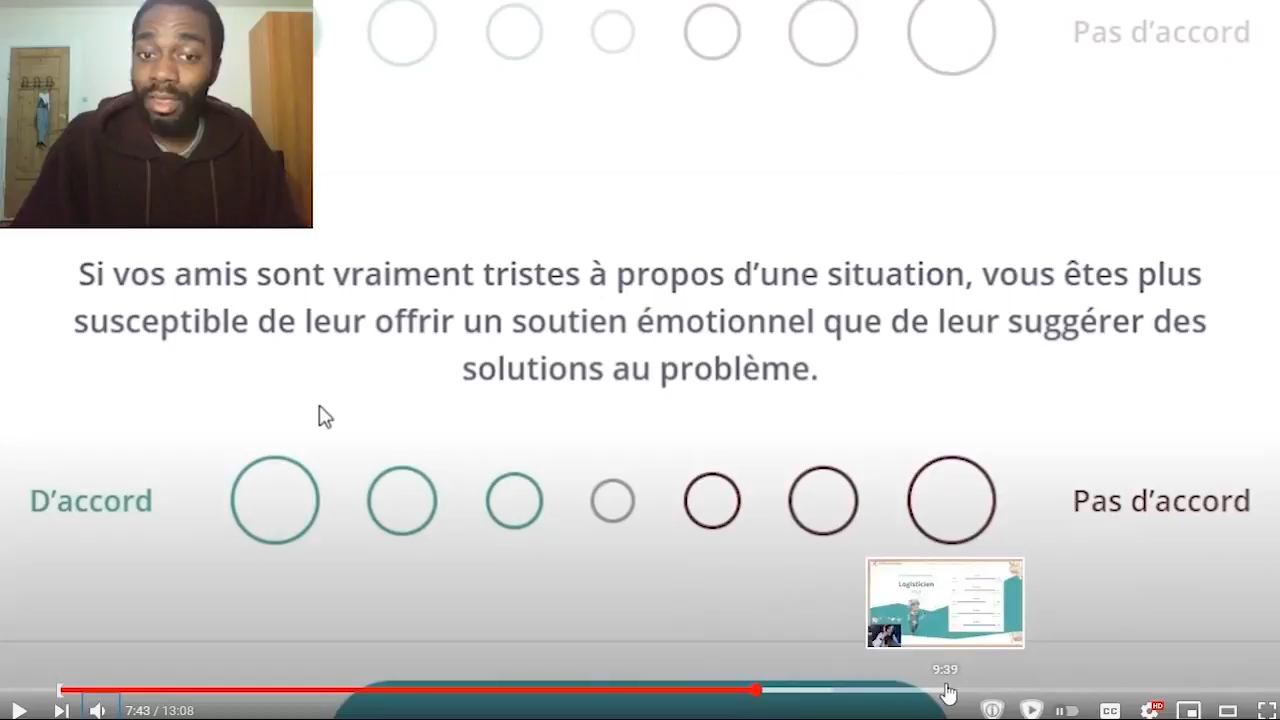 Pas d’accord
Si vos amis sont vraiment tristes à propos d’une situation, vous êtes plus
susceptible de leur offrir un soutien émotionnel que de leur suggérer des
solutions au problème.
D’accord
Pas d’accord
Logisticien
9:39
7:43 / 13:08
CC
HD